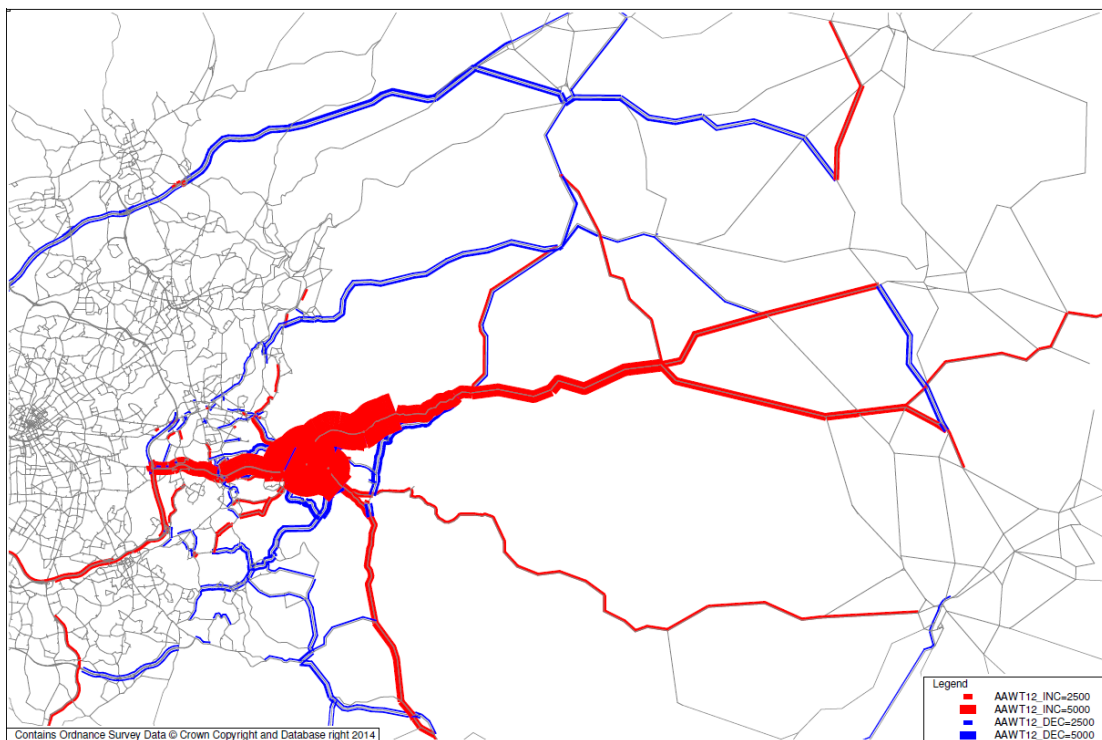 Legend
AAWT12_INC=2500
AAWT12_INC=5000
AAWT12_DEC=2500
AAWT12_DEC=5000
Contains Ordnance Survey Data © Crown Copyright and Database right 2014